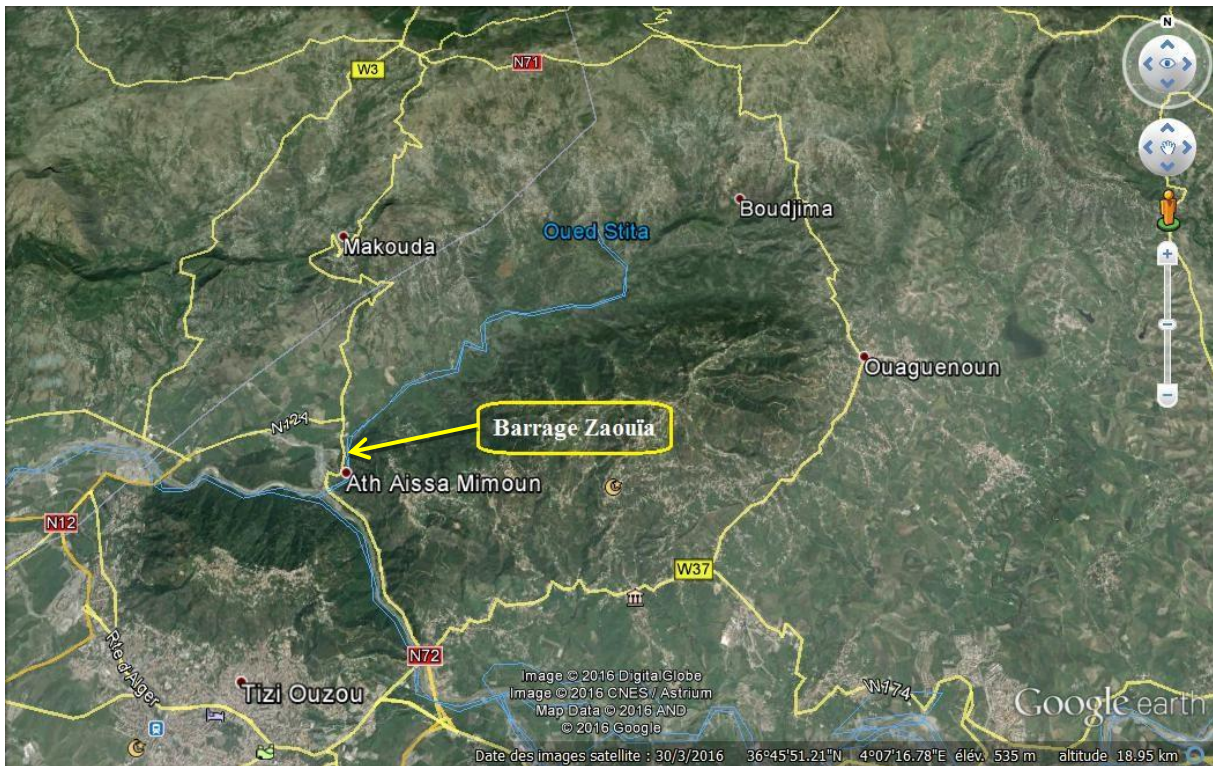 N
W3
N71
Boudjima
Oued Stita
Makouda
Ouaguenoun
N124
Barrage Zaouïa
Ath Aissa Mimoun
N12
W37
Rte d'Alger
N72
Tizi Ouzou
N174
Image © 2016 DigitalGlobe
Image © 2016 CNES / Astrium
Map Data © 2016 AND
© 2016 Google
Google earth
Date des images satellite : 30/3/2016 36°45'51.21"N 4°07'16.78"E élév. 535 m altitude 18.95 km